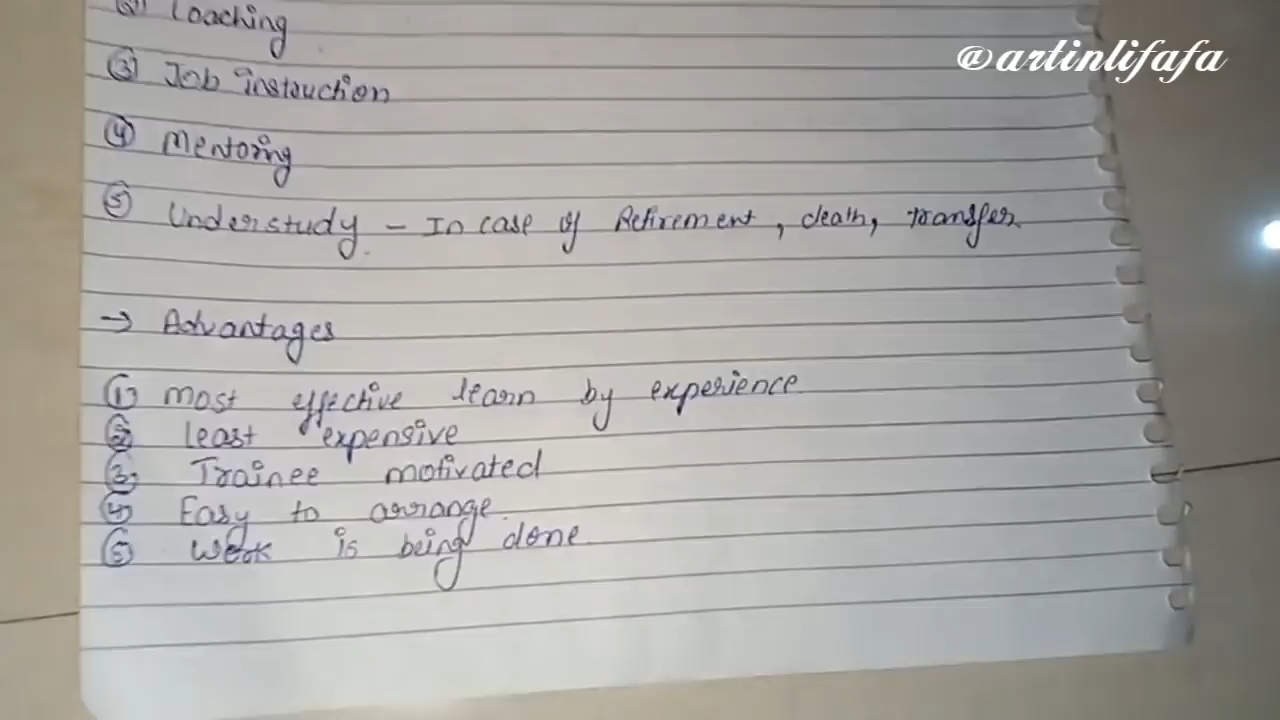 ② Coaching
@artinlifafa
③ Job instruction
④ Mentoring
⑤ Understudy - In case of Retirement, death, transfer
→ Advantages
① Most effective learn by experience
② Least expensive
③ Trainee motivated
④ Easy to arrange
⑤ Work is being done